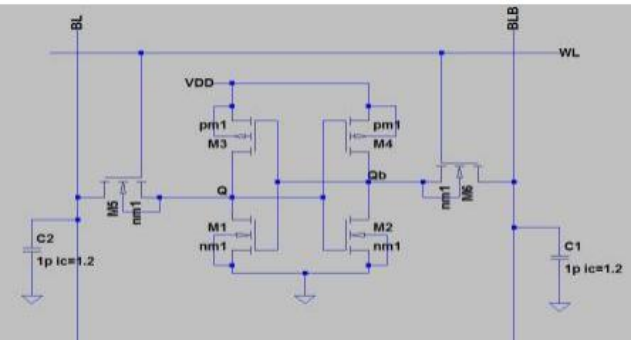 BL
BLB
WL
VDD
pm1
M3
pm1
M4
Q
Qb
M5
nm1
M1
nm1
M2
nm1
nm1
M6
C2
1p ic=1.2
C1
1p ic=1.2